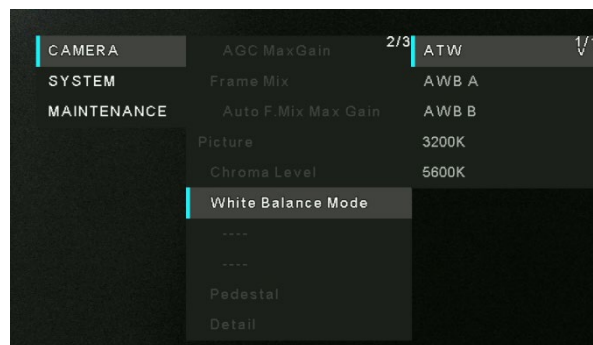 CAMERA
SYSTEM
MAINTENANCE
2/3
AGC MaxGain
Frame Mix
Auto F.Mix Max Gain
Picture
Chroma Level
White Balance Mode
----
----
Pedestal
Detail
ATW
AWB A
AWB B
3200K
5600K